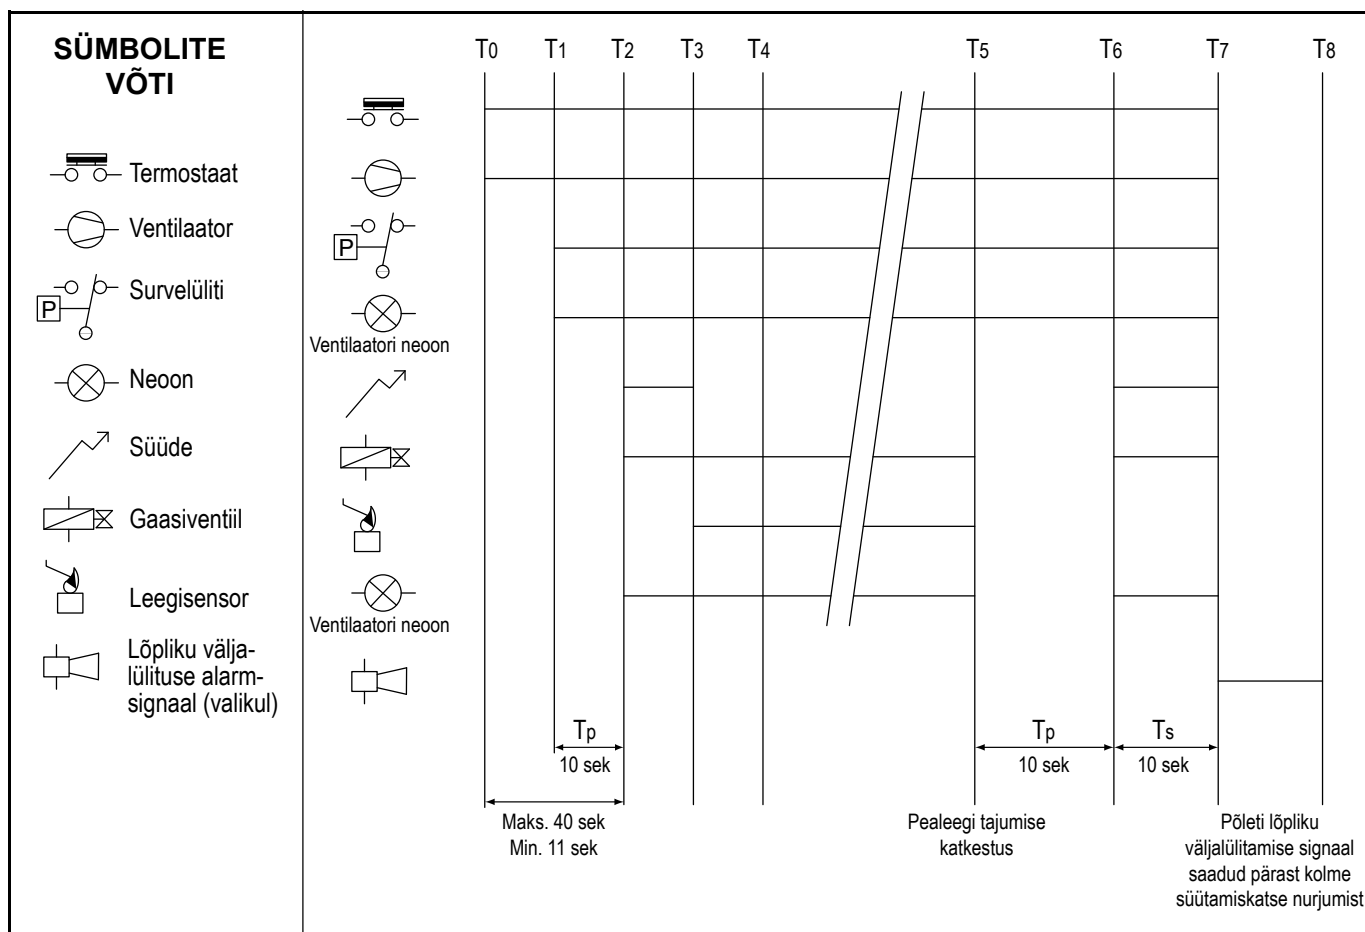 SÜMBOLITE
VÕTI
Termostaat
Ventilaator
P
Survelüliti
Neoon
Süüde
Gaasiventiil
Leegisensor
Lõpliku välja-
lülituse alarm-
signaal (valikul)
T0 T1 T2 T3 T4 T5 T6 T7 T8
P
Ventilaatori neoon
Ventilaatori neoon
Tp Tp Ts
10 sek 10 sek 10 sek
Maks. 40 sek
Min. 11 sek
Pealeegi tajumise
katkestus
Põleti lõpliku
väljalülitamise signaal
saadud pärast kolme
süütamiskatse nurjumist